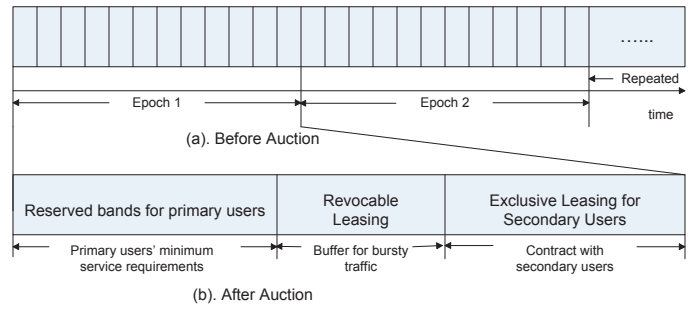 ......
Repeated
Epoch 1
Epoch 2
time
(a). Before Auction
Reserved bands for primary users
Revocable
Leasing
Exclusive Leasing for
Secondary Users
Primary users' minimum
service requirements
Buffer for bursty
traffic
Contract with
secondary users
(b). After Auction